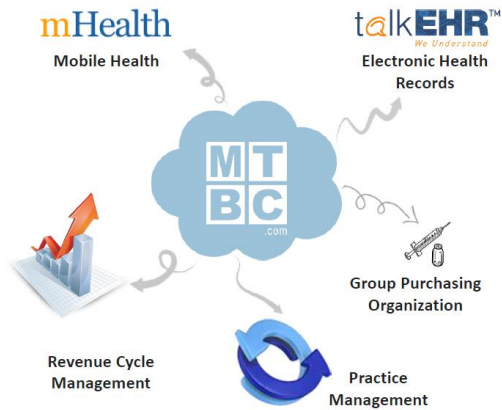 mHealth
Mobile Health
talkEHR™
We Understand
Electronic Health
Records
MT
BC
.com
Group Purchasing
Organization
Revenue Cycle
Management
Practice
Management